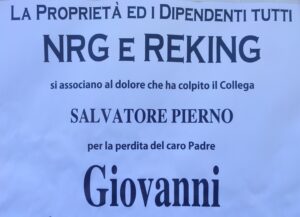 LA PROPRIETÀ ED I DIPENDENTI TUTTI
NRG E REKING
si associano al dolore che ha colpito il Collega
SALVATORE PIERNO
per la perdita del caro Padre
Giovanni